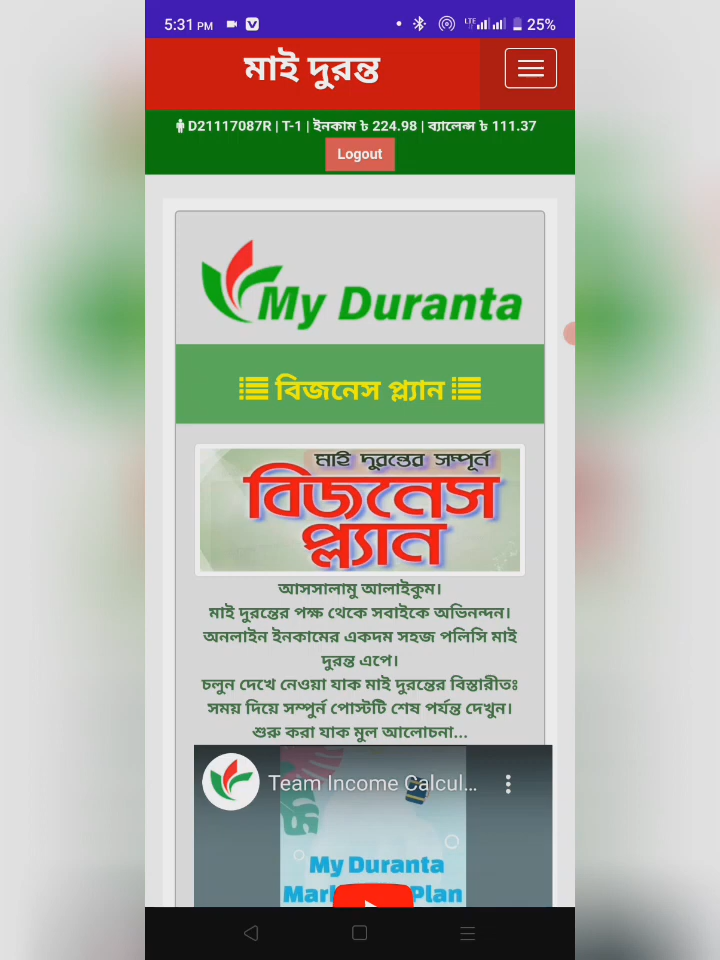 5:31 PM
LTE 25%
মাই দুরন্ত
D21117087R | T-1 | ইনকাম ৳ 224.98 | ব্যালেন্স ৳ 111.37
Logout
My Duranta
বিজনেস প্ল্যান
মাই দুরন্তের সম্পূর্ন
বিজনেস
প্ল্যান
আসসালামু আলাইকুম।
মাই দুরন্তের পক্ষ থেকে সবাইকে অভিনন্দন।
অনলাইন ইনকামের একদম সহজ পলিসি মাই
দুরন্ত এপে।
চলুন দেখে নেওয়া যাক মাই দুরন্তের বিস্তারীতঃ
সময় দিয়ে সম্পুর্ন পোস্টটি শেষ পর্যন্ত দেখুন।
শুরু করা যাক মুল আলোচনা...
Team Income Calcul...
My Duranta
Plan